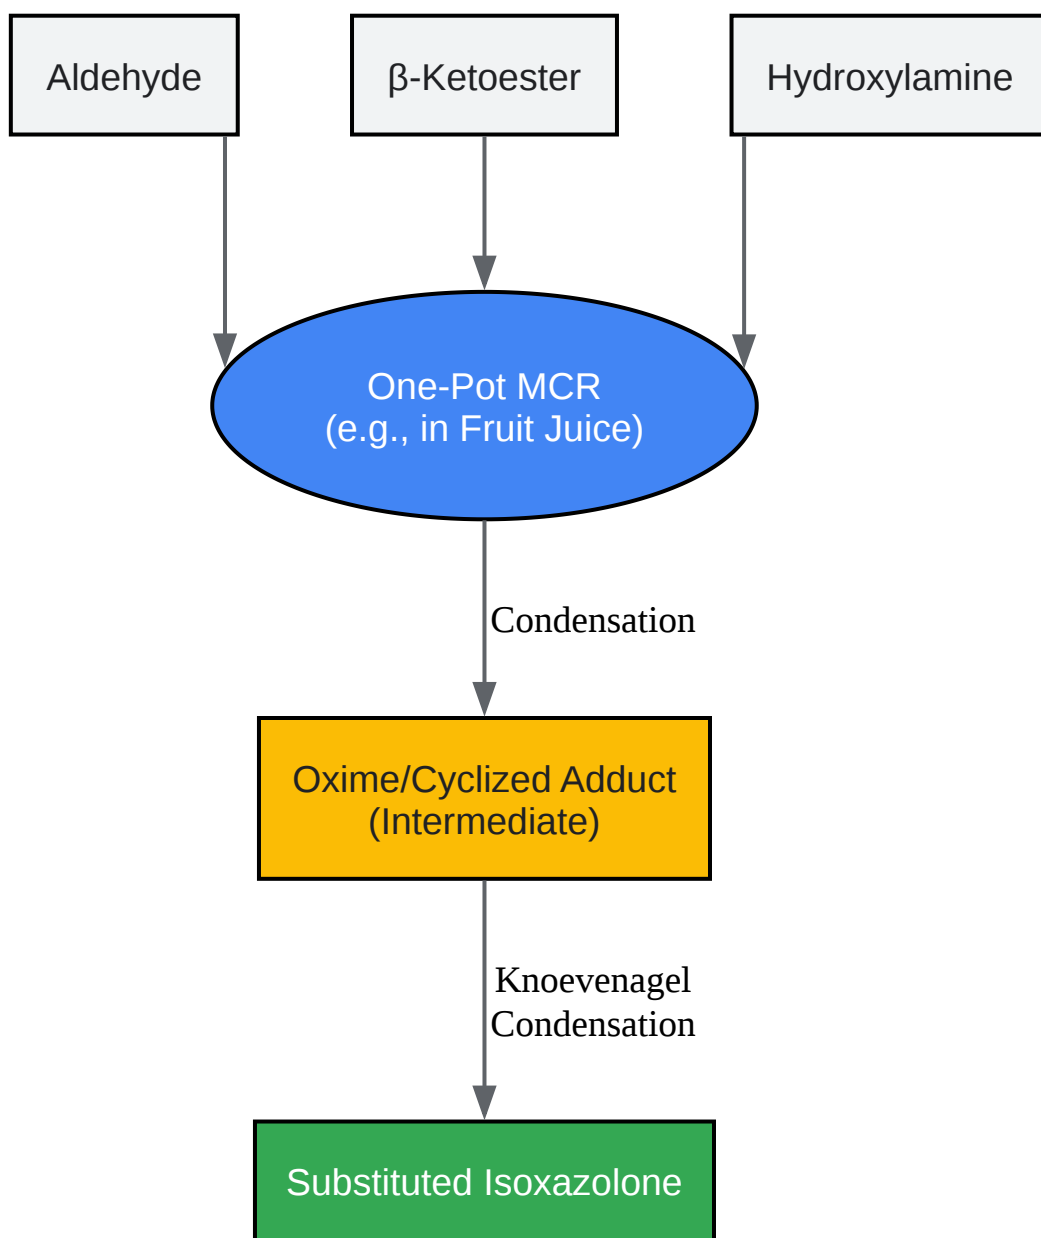 Aldehyde
β-Ketoester
Hydroxylamine
One-Pot MCR
(e.g., in Fruit Juice)
Condensation
Oxime/Cyclized Adduct
(Intermediate)
Knoevenagel
Condensation
Substituted Isoxazolone